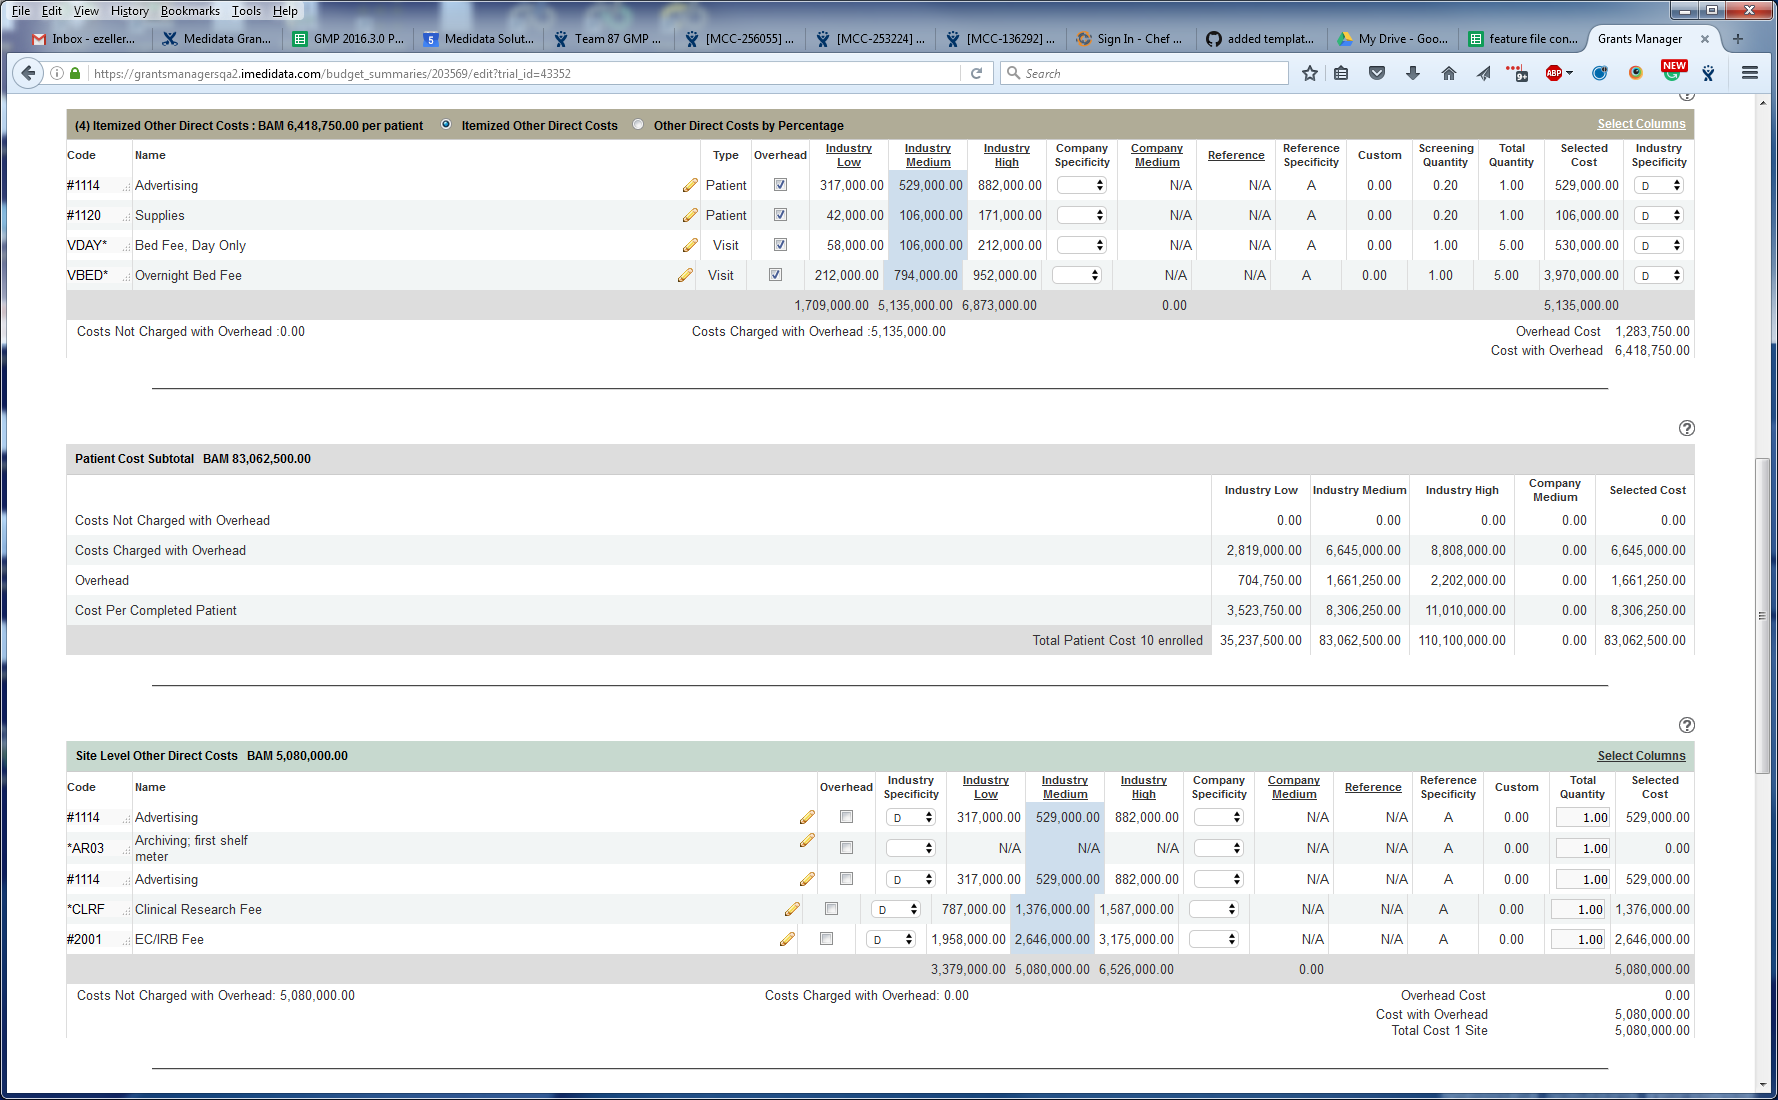 File Edit View History Bookmarks Tools Help
Inbox - ezeller... Medidata Gran... GMP 2016.3.0 P... Medidata Solut... Team 87 GMP ... [MCC-256055] ... [MCC-253224] ... [MCC-136292] ... Sign In - Chef ... added templat... My Drive - Goo... feature file con... Grants Manager
https://grantsmanagersqa2.imedidata.com/budget_summaries/203569/edit?trial_id=43352 Search 9+ ABP NEW
(4) Itemized Other Direct Costs : BAM 6,418,750.00 per patient Itemized Other Direct Costs Other Direct Costs by Percentage Select Columns
Code Name Type Overhead Industry Low Industry Medium Industry High Company Specificity Company Medium Reference Reference Specificity Custom Screening Quantity Total Quantity Selected Cost Industry Specificity
#1114 Advertising Patient 317,000.00 529,000.00 882,000.00 N/A N/A A 0.00 0.20 1.00 529,000.00 D
#1120 Supplies Patient 42,000.00 106,000.00 171,000.00 N/A N/A A 0.00 0.20 1.00 106,000.00 D
VDAY* Bed Fee, Day Only Visit 58,000.00 106,000.00 212,000.00 N/A N/A A 0.00 1.00 5.00 530,000.00 D
VBED* Overnight Bed Fee Visit 212,000.00 794,000.00 952,000.00 N/A N/A A 0.00 1.00 5.00 3,970,000.00 D
1,709,000.00 5,135,000.00 6,873,000.00 0.00 5,135,000.00
Costs Not Charged with Overhead :0.00 Costs Charged with Overhead :5,135,000.00 Overhead Cost 1,283,750.00
Cost with Overhead 6,418,750.00
?
Patient Cost Subtotal BAM 83,062,500.00
Industry Low Industry Medium Industry High Company Medium Selected Cost
Costs Not Charged with Overhead 0.00 0.00 0.00 0.00 0.00
Costs Charged with Overhead 2,819,000.00 6,645,000.00 8,808,000.00 0.00 6,645,000.00
Overhead 704,750.00 1,661,250.00 2,202,000.00 0.00 1,661,250.00
Cost Per Completed Patient 3,523,750.00 8,306,250.00 11,010,000.00 0.00 8,306,250.00
Total Patient Cost 10 enrolled 35,237,500.00 83,062,500.00 110,100,000.00 0.00 83,062,500.00
?
Site Level Other Direct Costs BAM 5,080,000.00 Select Columns
Code Name Overhead Industry Specificity Industry Low Industry Medium Industry High Company Specificity Company Medium Reference Reference Specificity Custom Total Quantity Selected Cost
#1114 Advertising D 317,000.00 529,000.00 882,000.00 N/A N/A A 0.00 1.00 529,000.00
*AR03 Archiving; first shelf meter N/A N/A N/A N/A N/A A 0.00 1.00 0.00
#1114 Advertising D 317,000.00 529,000.00 882,000.00 N/A N/A A 0.00 1.00 529,000.00
*CLRF Clinical Research Fee D 787,000.00 1,376,000.00 1,587,000.00 N/A N/A A 0.00 1.00 1,376,000.00
#2001 EC/IRB Fee D 1,958,000.00 2,646,000.00 3,175,000.00 N/A N/A A 0.00 1.00 2,646,000.00
3,379,000.00 5,080,000.00 6,526,000.00 0.00 5,080,000.00
Costs Not Charged with Overhead: 5,080,000.00 Costs Charged with Overhead: 0.00 Overhead Cost 0.00
Cost with Overhead 5,080,000.00
Total Cost 1 Site 5,080,000.00